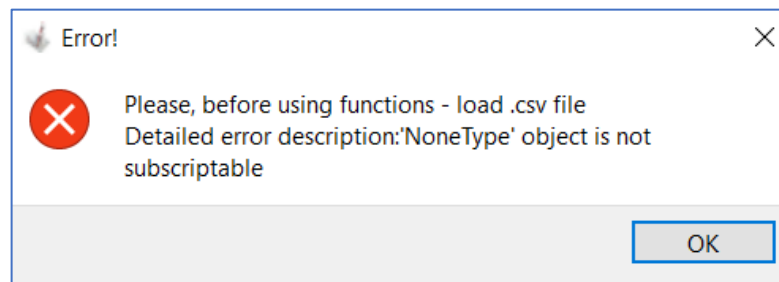 Error!
Please, before using functions - load .csv file
Detailed error description:'NoneType' object is not
subscriptable
OK